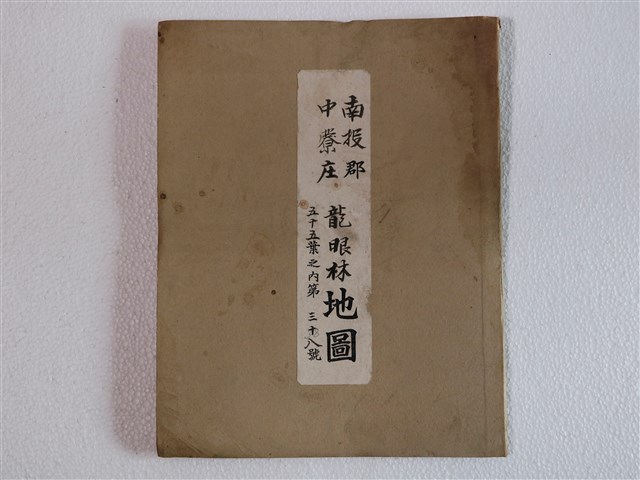 南投郡
中寮庄
龍眼林地圖
五十五葉之內第三十八號